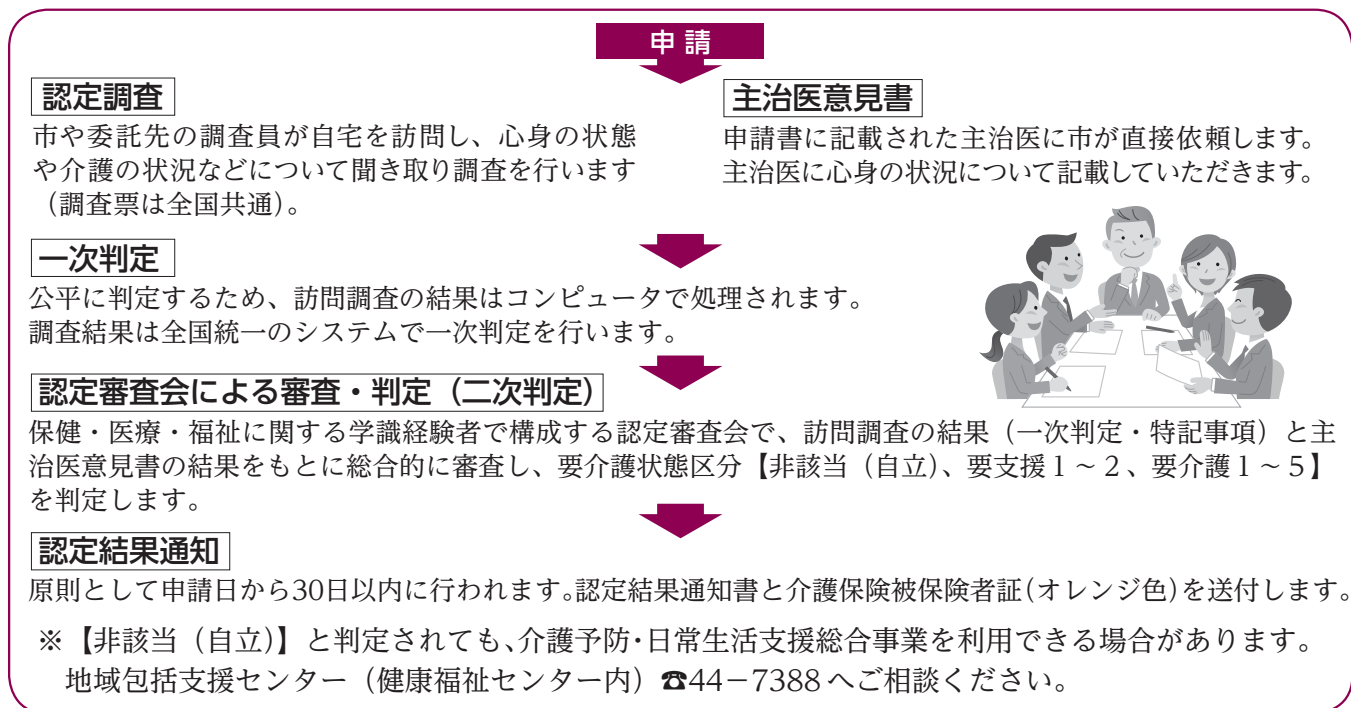 申請
認定調査
市や委託先の調査員が自宅を訪問し、心身の状態
や介護の状況などについて聞き取り調査を行います
（調査票は全国共通）。
主治医意見書
申請書に記載された主治医に市が直接依頼します。
主治医に心身の状況について記載していただきます。
一次判定
公平に判定するため、訪問調査の結果はコンピュータで処理されます。
調査結果は全国統一のシステムで一次判定を行います。
認定審査会による審査・判定（二次判定）
保健・医療・福祉に関する学識経験者で構成する認定審査会で、訪問調査の結果（一次判定・特記事項）と主
治医意見書の結果をもとに総合的に審査し、要介護状態区分【非該当（自立）、要支援１～２、要介護１～５】
を判定します。
認定結果通知
原則として申請日から30日以内に行われます。認定結果通知書と介護保険被保険者証（オレンジ色）を送付します。
※【非該当（自立）】と判定されても、介護予防・日常生活支援総合事業を利用できる場合があります。
地域包括支援センター（健康福祉センター内）☎44－7388へご相談ください。